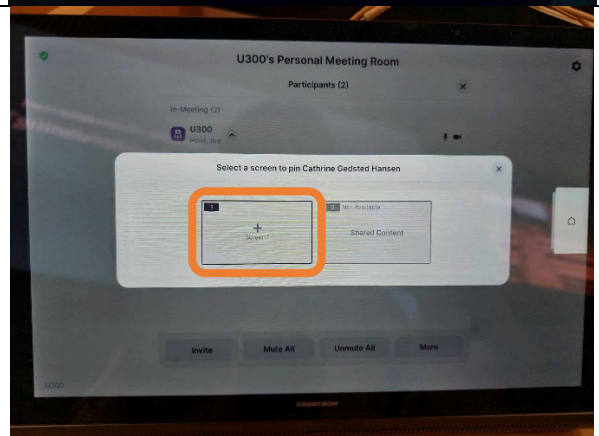 U300's Personal Meeting Room
Participants (2)
In-Meeting (2)
U300
Host, me
Select a screen to pin Cathrine Gedsted Hansen
1
2 Not Available
Screen 1
Shared Content
Invite Mute All Unmute All More
U300
CRESTRON